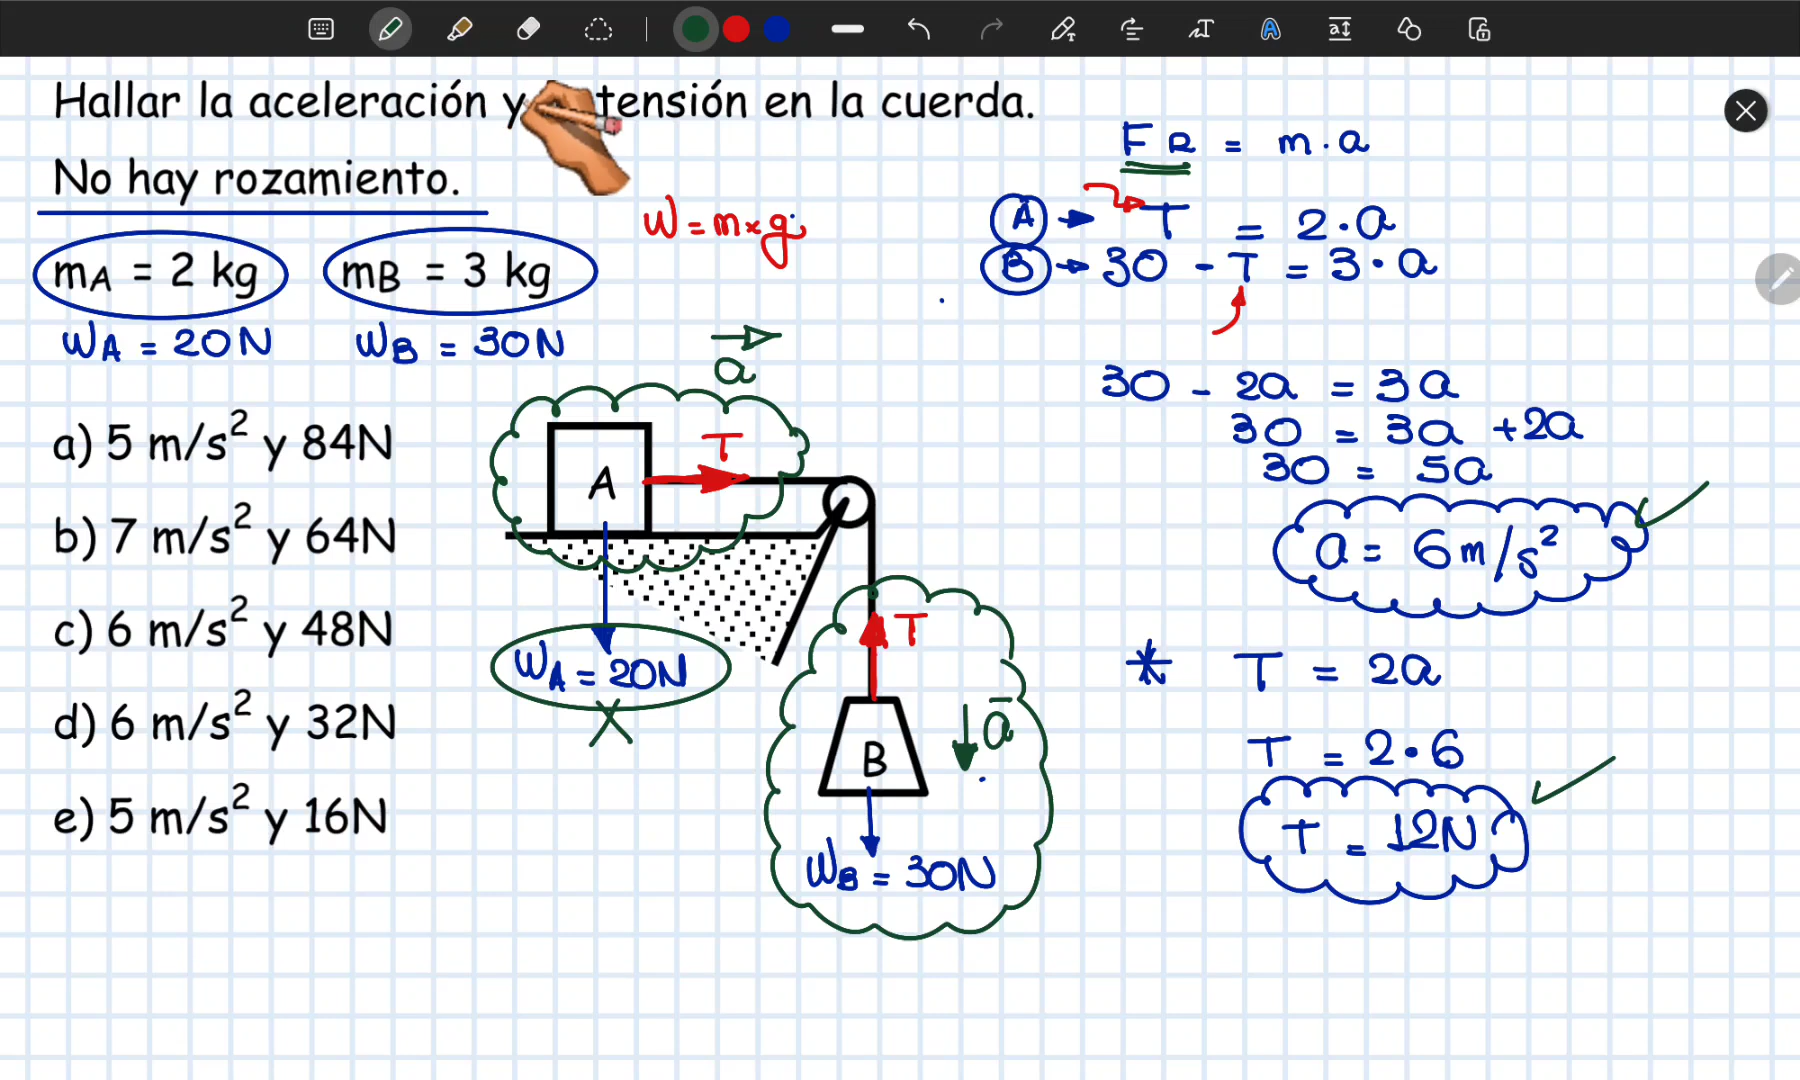 Hallar la aceleración y tensión en la cuerda.
No hay rozamiento.
mA = 2 kg mB = 3 kg
WA = 20N WB = 30N
W = m×g
a) 5 m/s² y 84N
b) 7 m/s² y 64N
c) 6 m/s² y 48N
d) 6 m/s² y 32N
e) 5 m/s² y 16N
a
T
A
WA = 20N
T
a
B
WB = 30N
FR = m.a
A → T = 2·a
B → 30 - T = 3·a
30 - 2a = 3a
30 = 3a + 2a
30 = 5a
a = 6m/s²
* T = 2a
T = 2·6
T = 12N